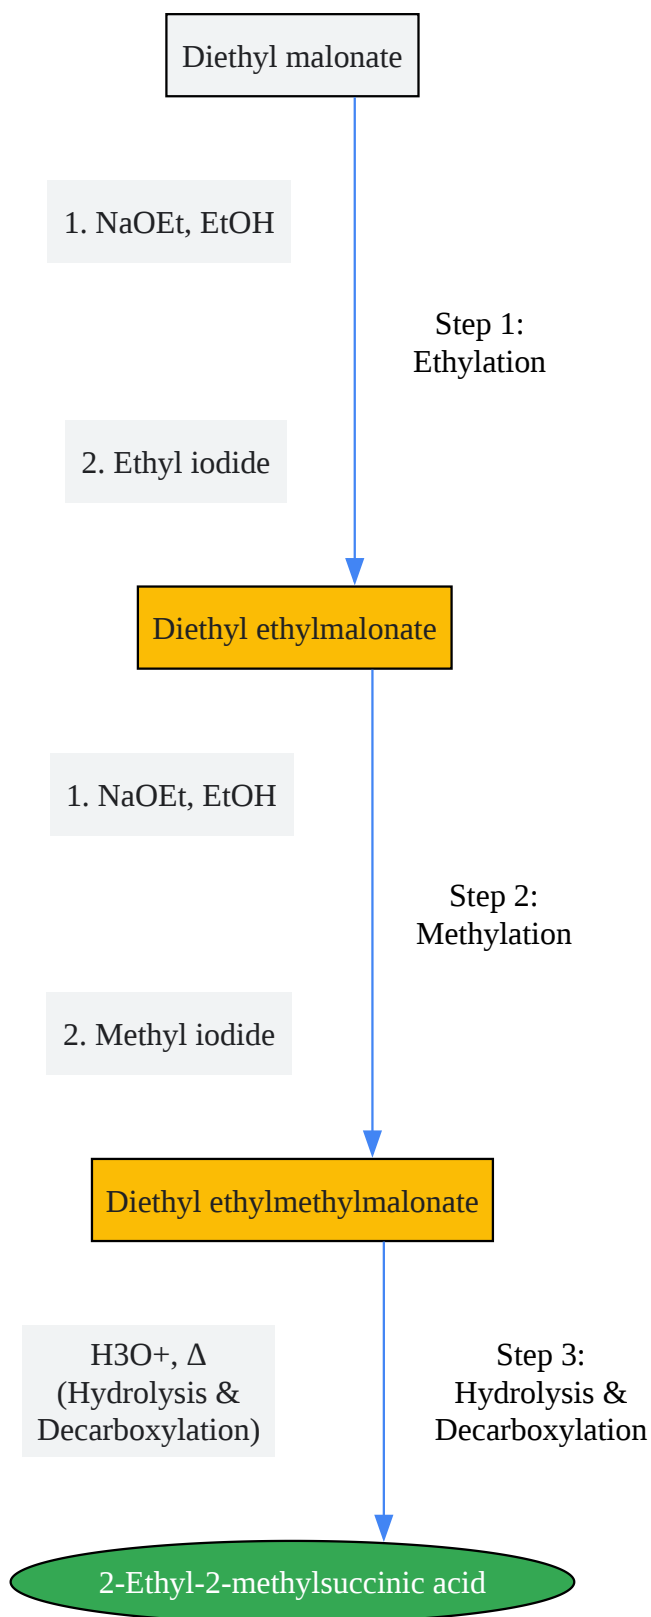 Diethyl malonate
1. NaOEt, EtOH
Step 1:
Ethylation
2. Ethyl iodide
Diethyl ethylmalonate
1. NaOEt, EtOH
Step 2:
Methylation
2. Methyl iodide
Diethyl ethylmethylmalonate
H3O+, Δ
(Hydrolysis &
Decarboxylation)
Step 3:
Hydrolysis &
Decarboxylation
2-Ethyl-2-methylsuccinic acid